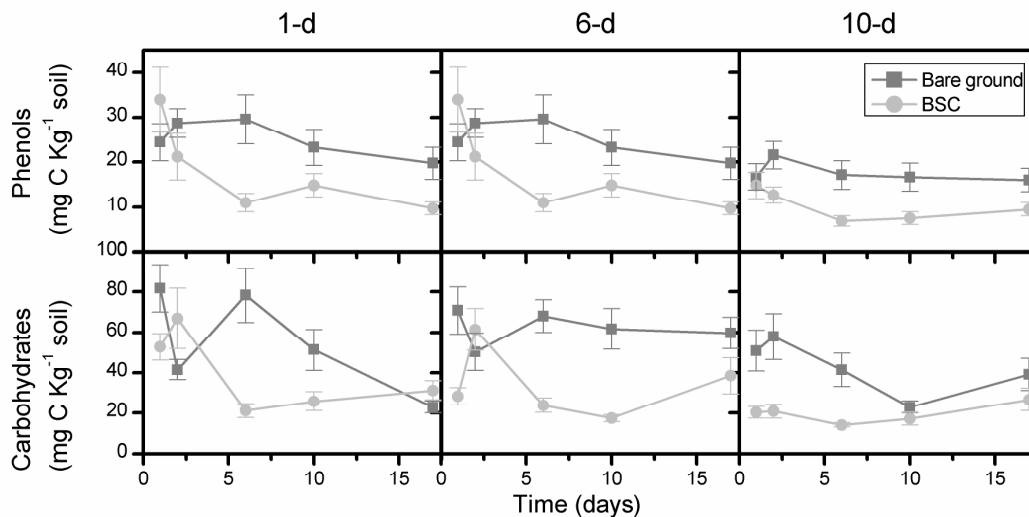 1-d 6-d 10-d
Phenols
(mg C Kg⁻¹ soil)
40
30
20
10
100
Bare ground
BSC
Carbohydrates
(mg C Kg⁻¹ soil)
80
60
40
20
0
0 5 10 15 0 5 10 15 0 5 10 15
Time (days)